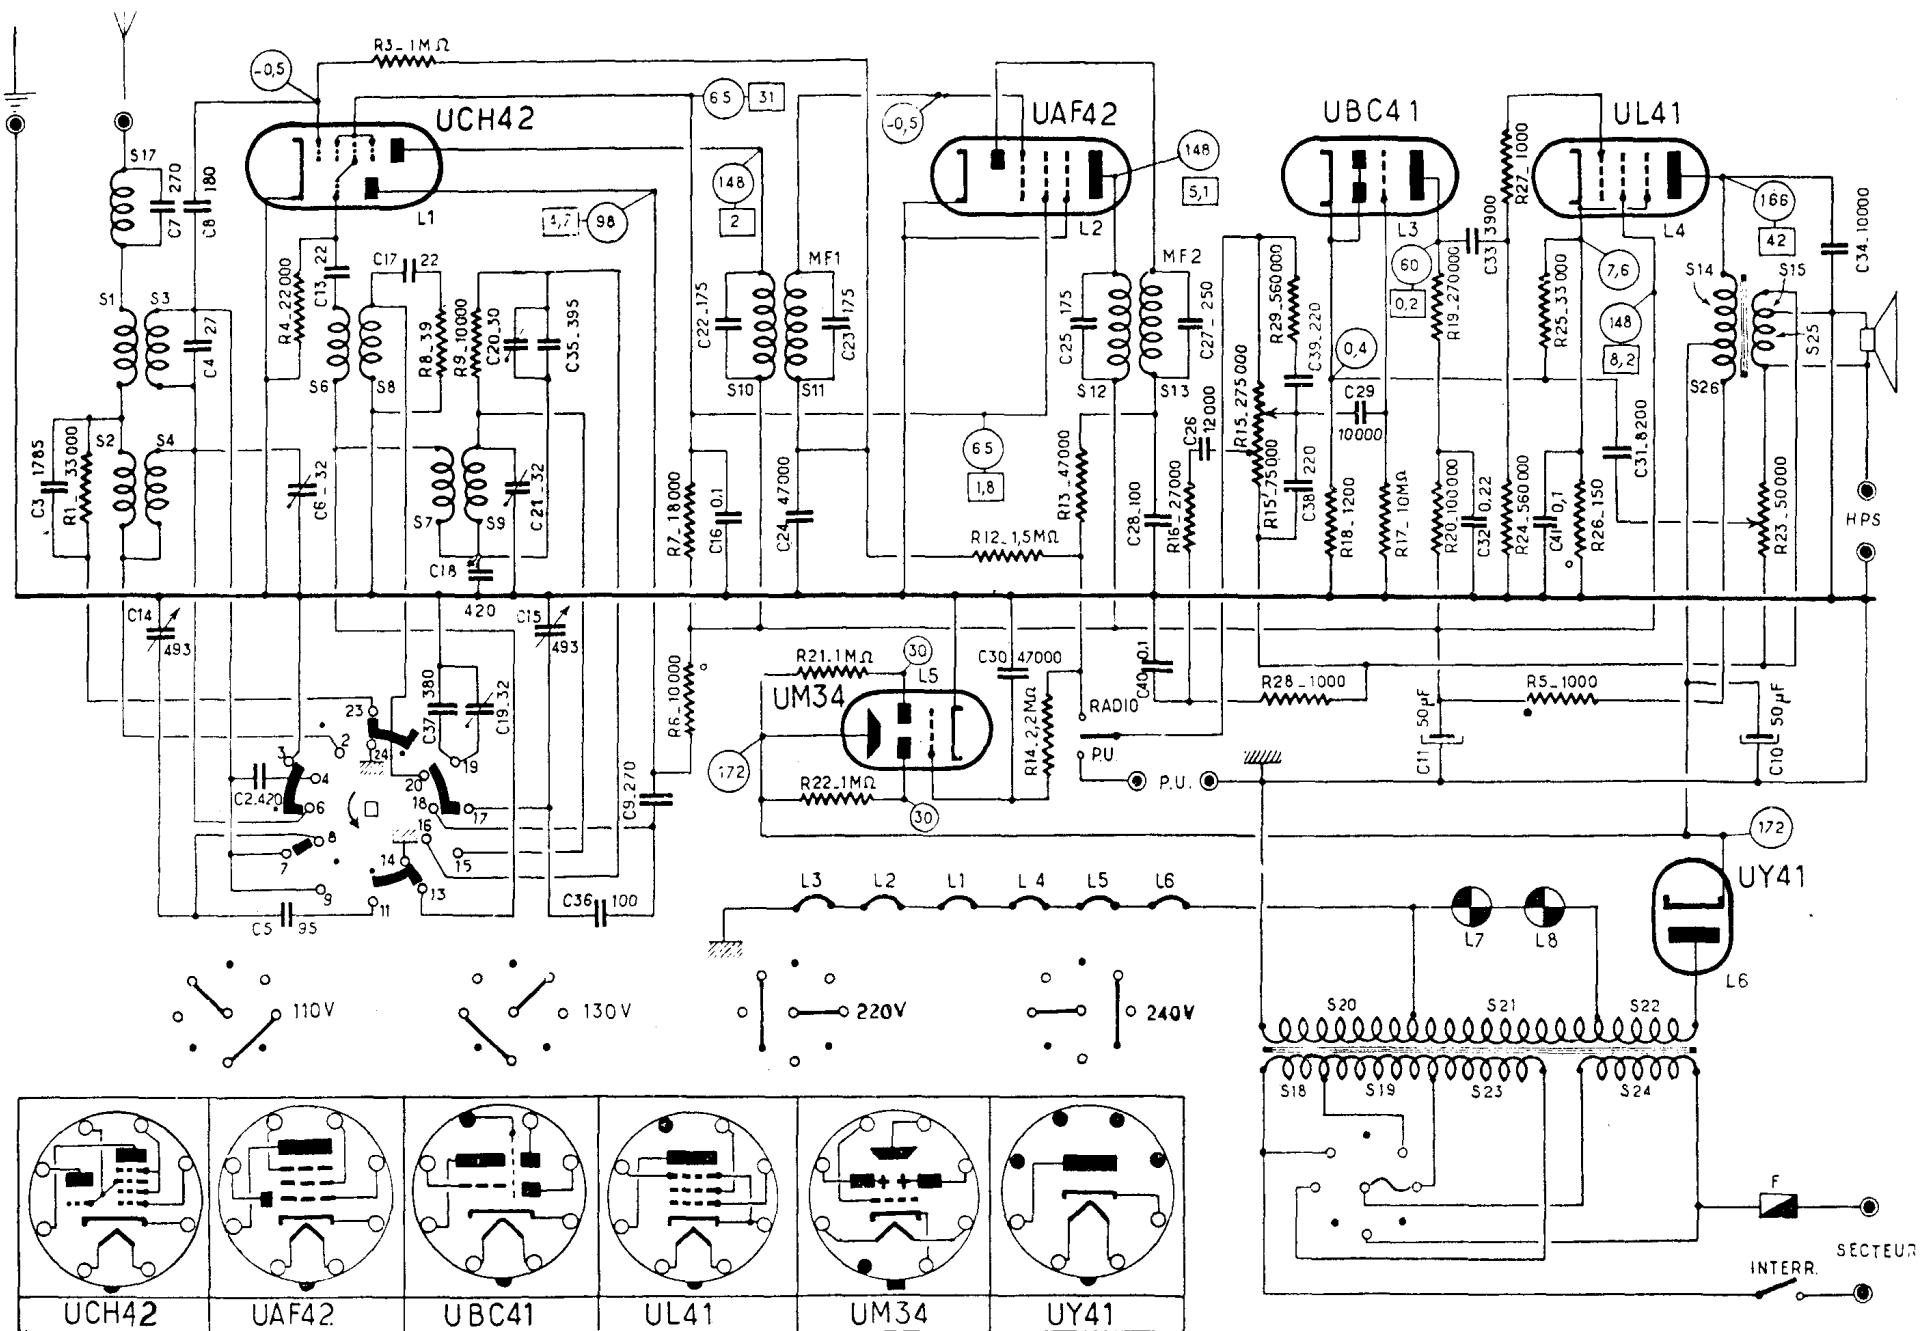 R3_1MΩ
-0,5
UCH42
65 31
UAF42
-0,5
UBC41
UL41
S17
C7 270
C8 180
L1
4,7 98
148
2
L2
148
5,1
L3
R27_1000
L4
166
42
C34_10000
S1 S3
C4 27
R4_22000
C13 22
C17 22
S6 S8
R8_39
R9_10000
C20_30
C35_395
C22_175
MF1
C23_175
S10 S11
C25_175
MF2
C27_250
S12 S13
R29_560000
C39_220
60
0,2
R19_270000
C33_3900
0,4
R25_33000
7,6
148
8,2
S14 S15
S25
S26
C3 1785
R1_33000
S2 S4
C6_32
S7 S9
C21_32
C18
420
R7_18000
C16 0,1
C24_47000
65
1,8
R12_1,5MΩ
R13_47000
C28_100
R16_27000
C26 12000
R15_275000
R15'_75000
C38 220
C29
10000
R18_1200
R17_10MΩ
R20_100000
C32 0,22
R24_560000
C41 0,1
R26_150
C31_8200
R23_50000
HPS
C14
493
C15
493
R6_10000
R21_1MΩ
30
L5
UM34
C30 47000
R14_2,2MΩ
RADIO
P.U.
P.U.
C40 0,1
R28_1000
R5_1000
C11 50µF
C10 50µF
172
R22_1MΩ
30
172
C37 380
C19_32
C9_270
23
24
2
3
4
C2_420
6
8
7
9
11
C5 95
19
20
18
17
16
15
14
13
C36 100
L3 L2 L1 L4 L5 L6
L7 L8
UY41
L6
110V
130V
220V
240V
S20 S21 S22
S18 S19 S23 S24
F
SECTEUR
INTERR.
UCH42 UAF42 UBC41 UL41 UM34 UY41